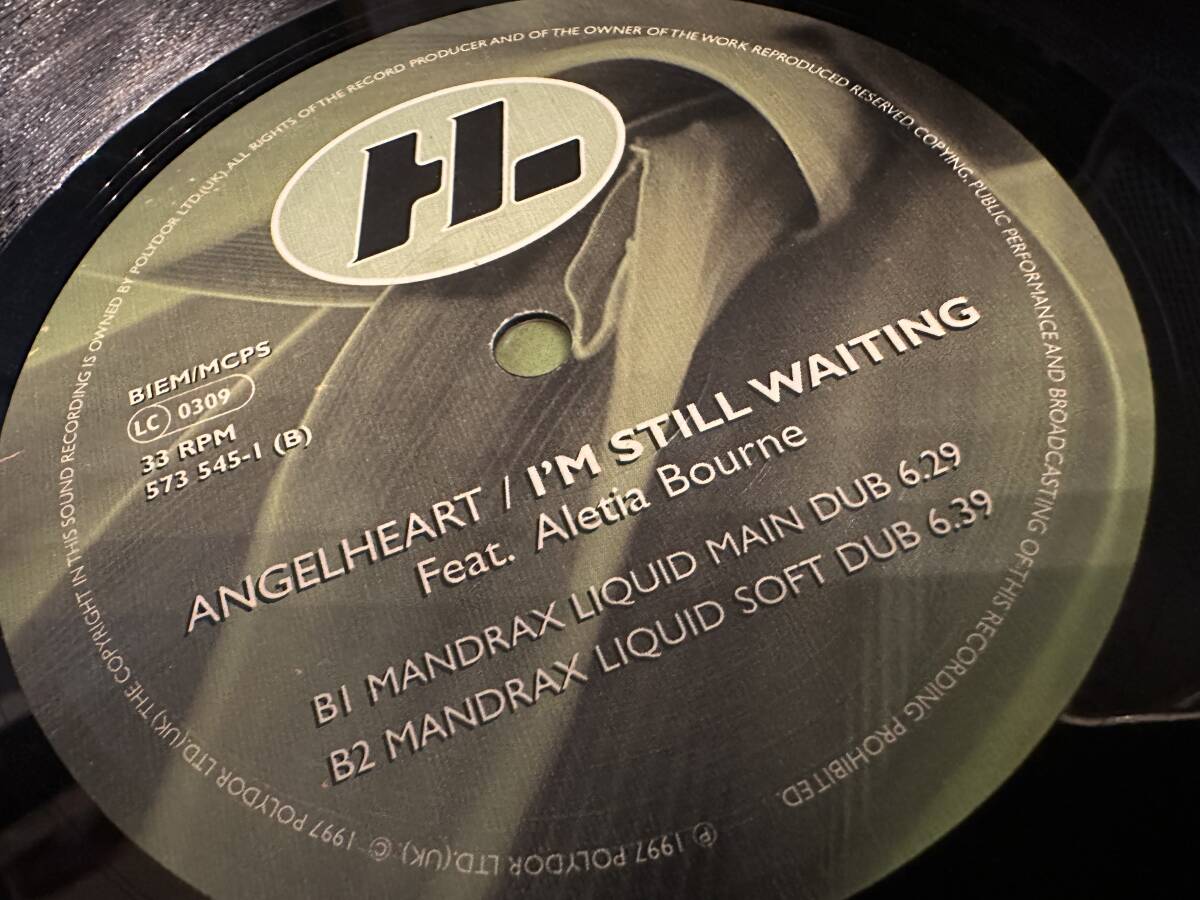 HL
BIEM/MCPS
LC 0309
33 RPM
573 545-1 (B)
ANGELHEART / I'M STILL WAITING
Feat. Aletia Bourne
B1 MANDRAX LIQUID MAIN DUB 6.29
B2 MANDRAX LIQUID SOFT DUB 6.39
℗ 1997 POLYDOR LTD.(UK). © 1997 POLYDOR LTD.(UK) THE COPYRIGHT IN THIS SOUND RECORDING IS OWNED BY POLYDOR LTD.(UK). ALL RIGHTS OF THE RECORD PRODUCER AND OF THE OWNER OF THE WORK REPRODUCED RESERVED. COPYING, PUBLIC PERFORMANCE AND BROADCASTING OF THIS RECORDING PROHIBITED.